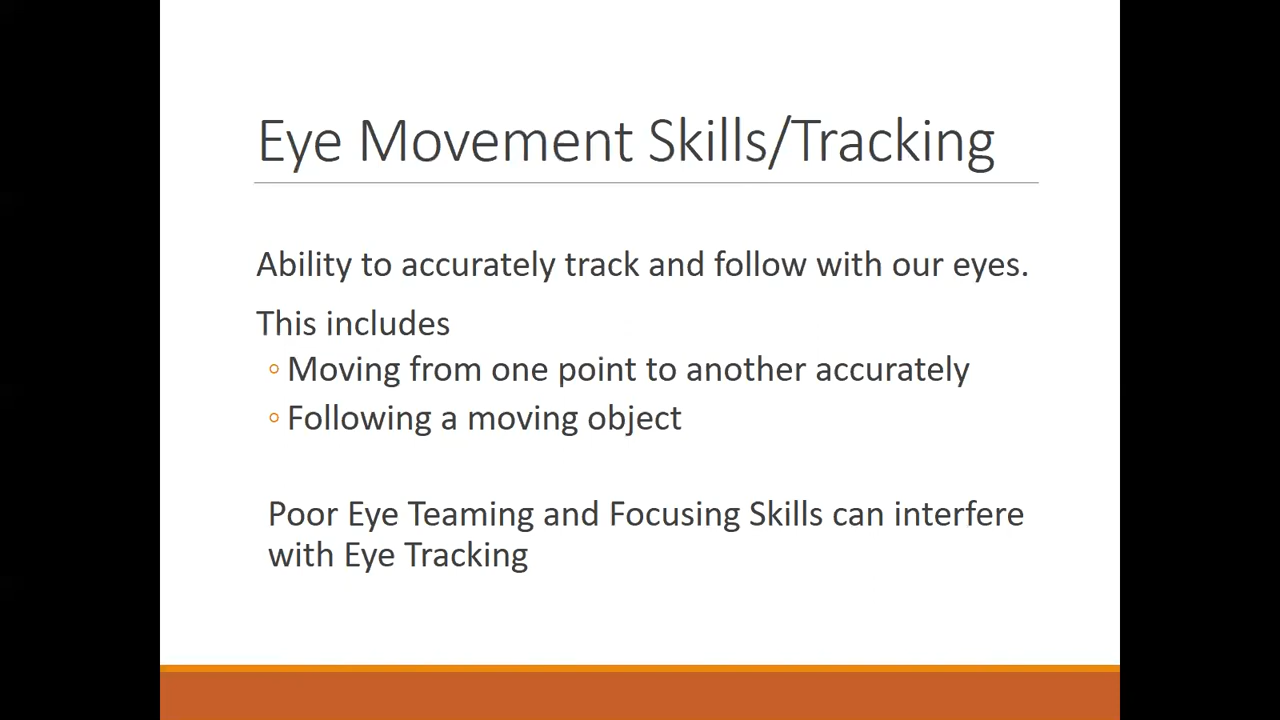 Eye Movement Skills/Tracking
Ability to accurately track and follow with our eyes.
This includes
◦ Moving from one point to another accurately
◦ Following a moving object
Poor Eye Teaming and Focusing Skills can interfere
with Eye Tracking